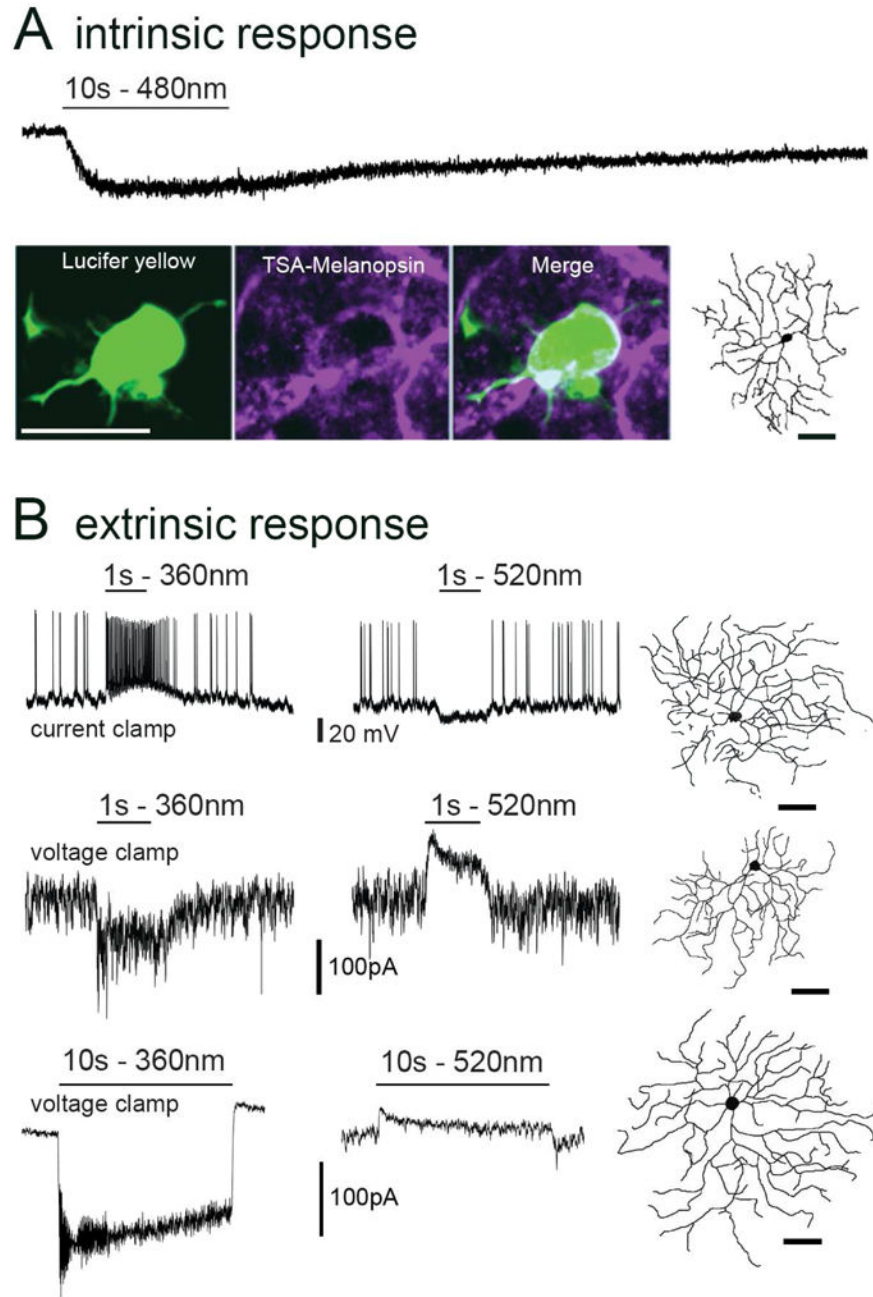 A intrinsic response
10s - 480nm
Lucifer yellow
TSA-Melanopsin
Merge
B extrinsic response
1s - 360nm
1s - 520nm
current clamp
20 mV
1s - 360nm
1s - 520nm
voltage clamp
100pA
10s - 360nm
10s - 520nm
voltage clamp
100pA